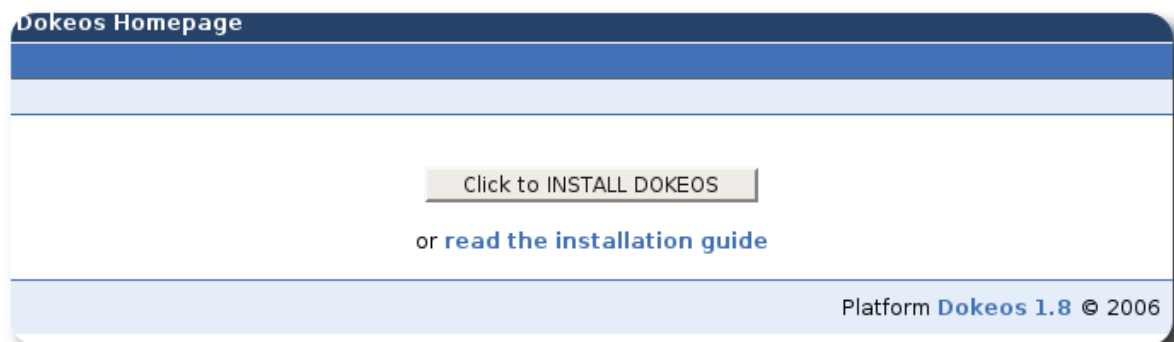 Dokeos Homepage
Click to INSTALL DOKEOS
or read the installation guide
Platform Dokeos 1.8 © 2006